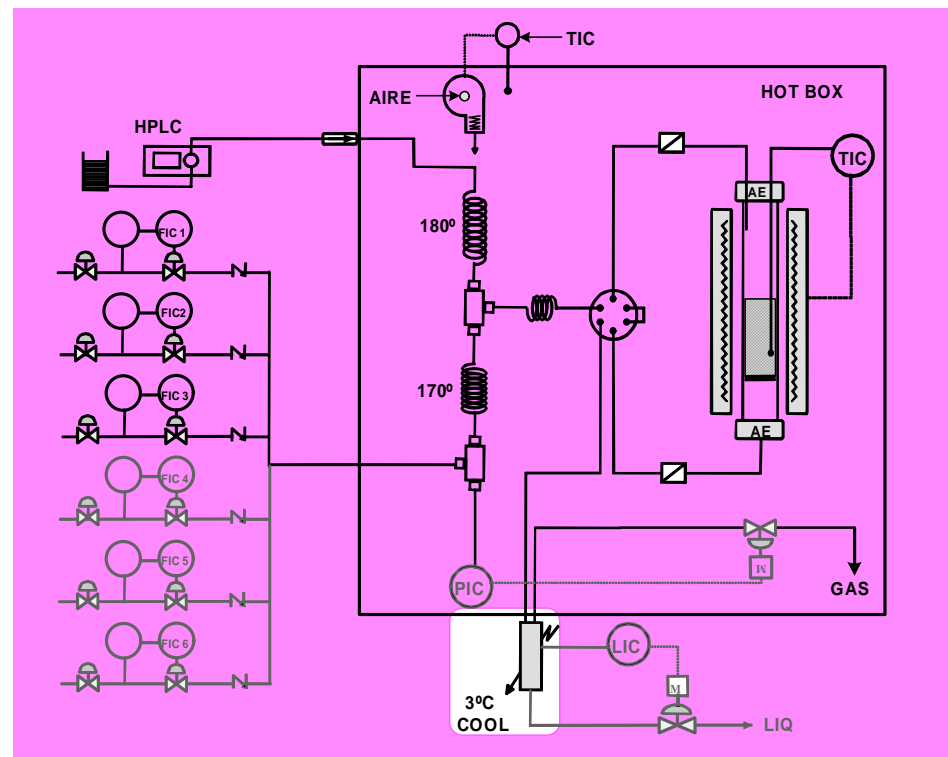 TIC
AIRE
HOT BOX
HPLC
TIC
AE
FIC 1
180º
FIC2
170º
FIC 3
AE
FIC 4
FIC 5
PIC
M
GAS
FIC 6
LIC
M
3ºC
COOL
LIQ